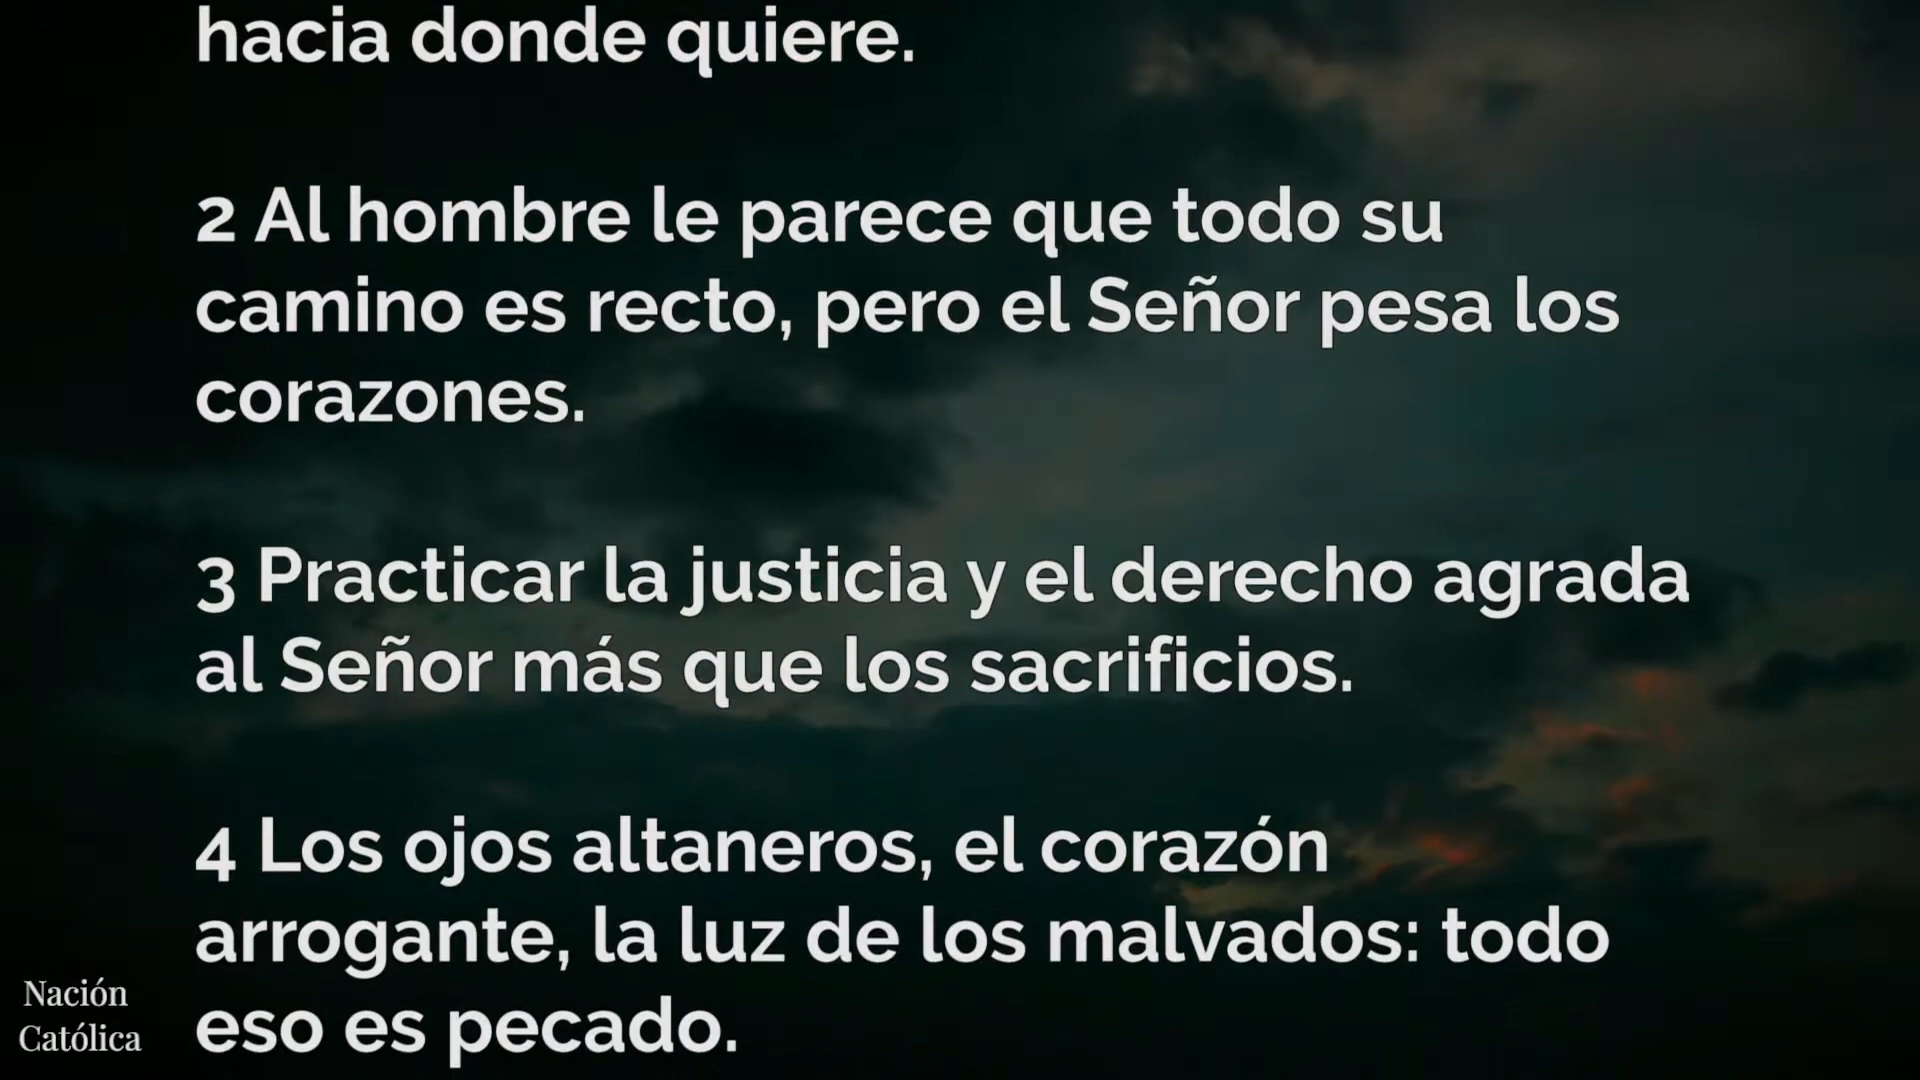 hacia donde quiere.
2 Al hombre le parece que todo su
camino es recto, pero el Señor pesa los
corazones.
3 Practicar la justicia y el derecho agrada
al Señor más que los sacrificios.
4 Los ojos altaneros, el corazón
arrogante, la luz de los malvados: todo
eso es pecado.
Nación
Católica